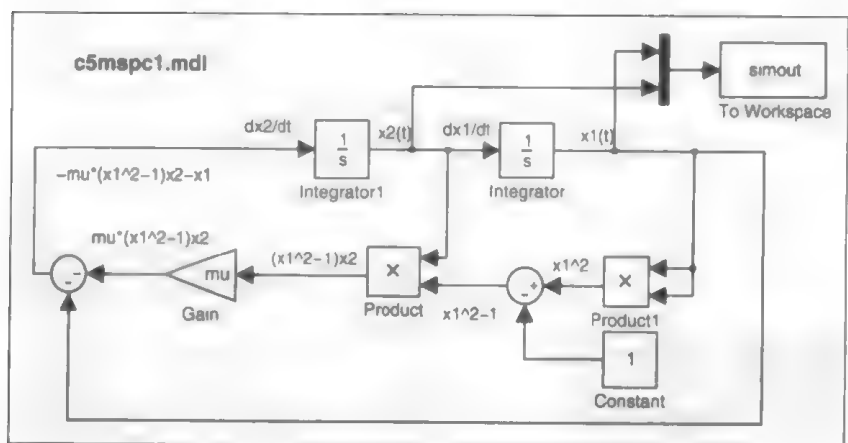 c5mspc1.mdl
simout
To Workspace
dx2/dt
1
s
x2(t)
dx1/dt
1
s
x1(t)
Integrator1
Integrator
-mu*(x1^2-1)x2-x1
mu*(x1^2-1)x2
(x1^2-1)x2
x1^2
- -
mu
×
- +
×
Gain
Product
x1^2-1
Product1
1
Constant